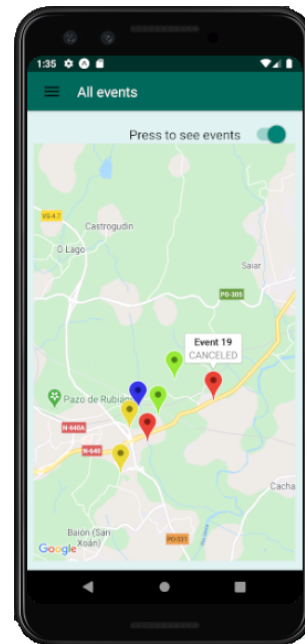 1:35
All events
Press to see events
VG-4.7
Castrogudín
O Lago
Saiar
PO-305
Event 19
CANCELED
Pazo de Rubian
N-640A
N-640
Cacha
Baión (San
Xoán)
PO-531
Google